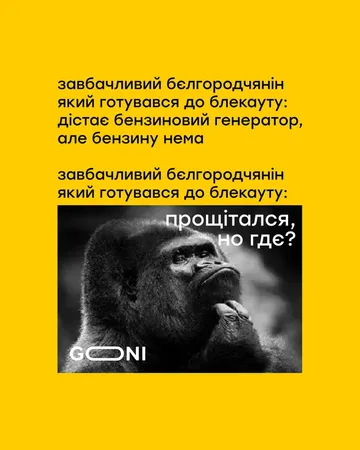 завбачливий бєлгородчянін
який готувався до блекауту:
дістає бензиновий генератор,
але бензину нема
завбачливий бєлгородчянін
який готувався до блекауту:
прощітался,
но гдє?
GOONI